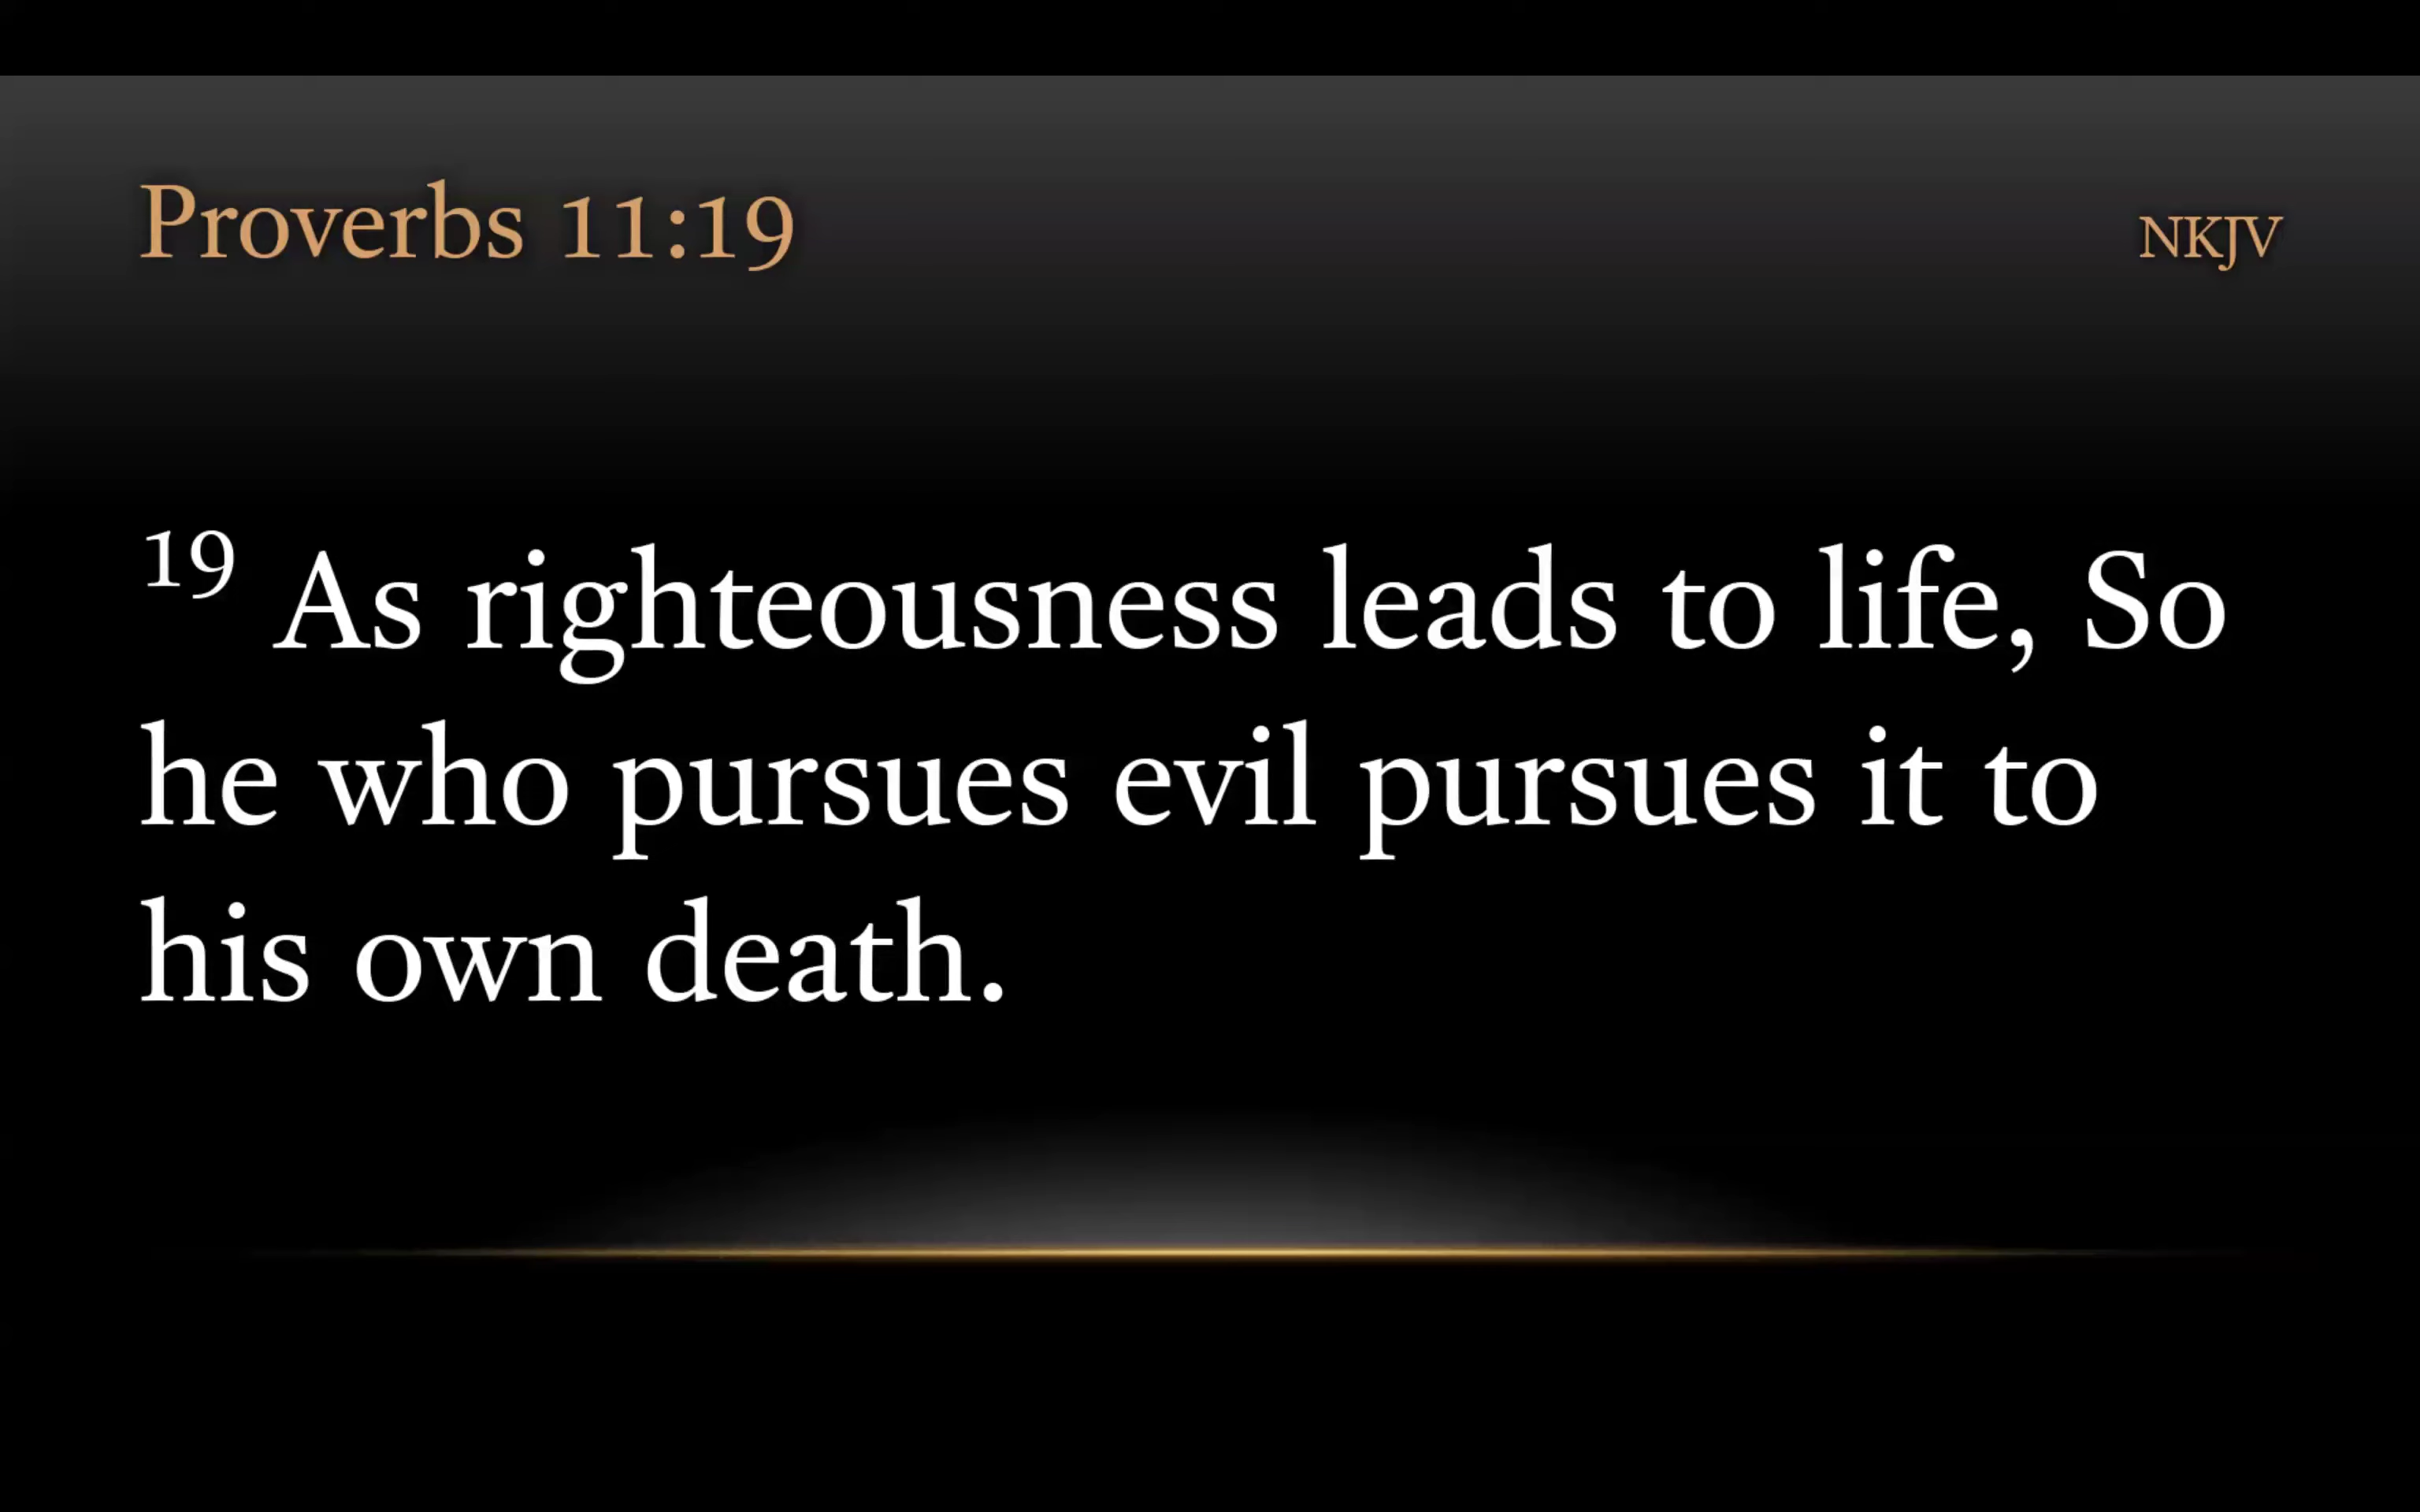 Proverbs 11:19
NKJV
19 As righteousness leads to life, So
he who pursues evil pursues it to
his own death.